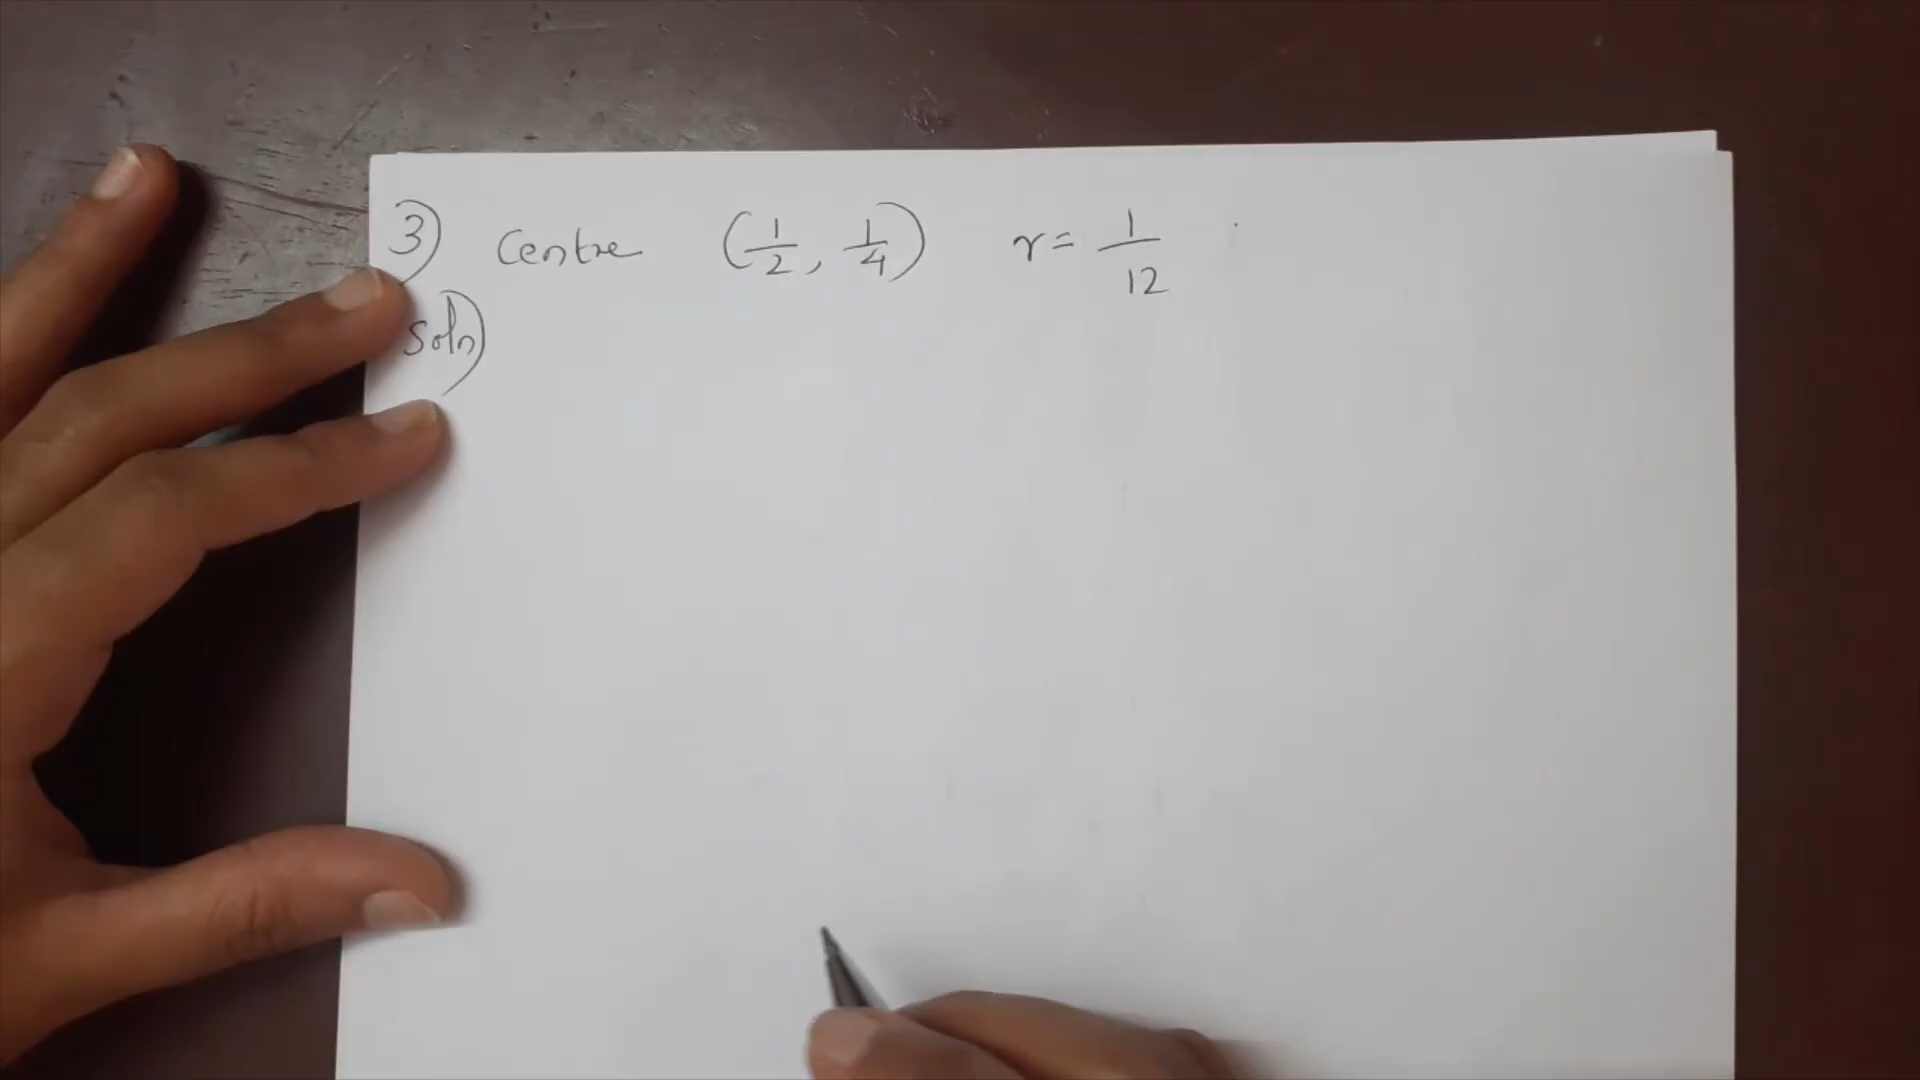 3) Centre (1/2, 1/4) r = 1/12
Soln)